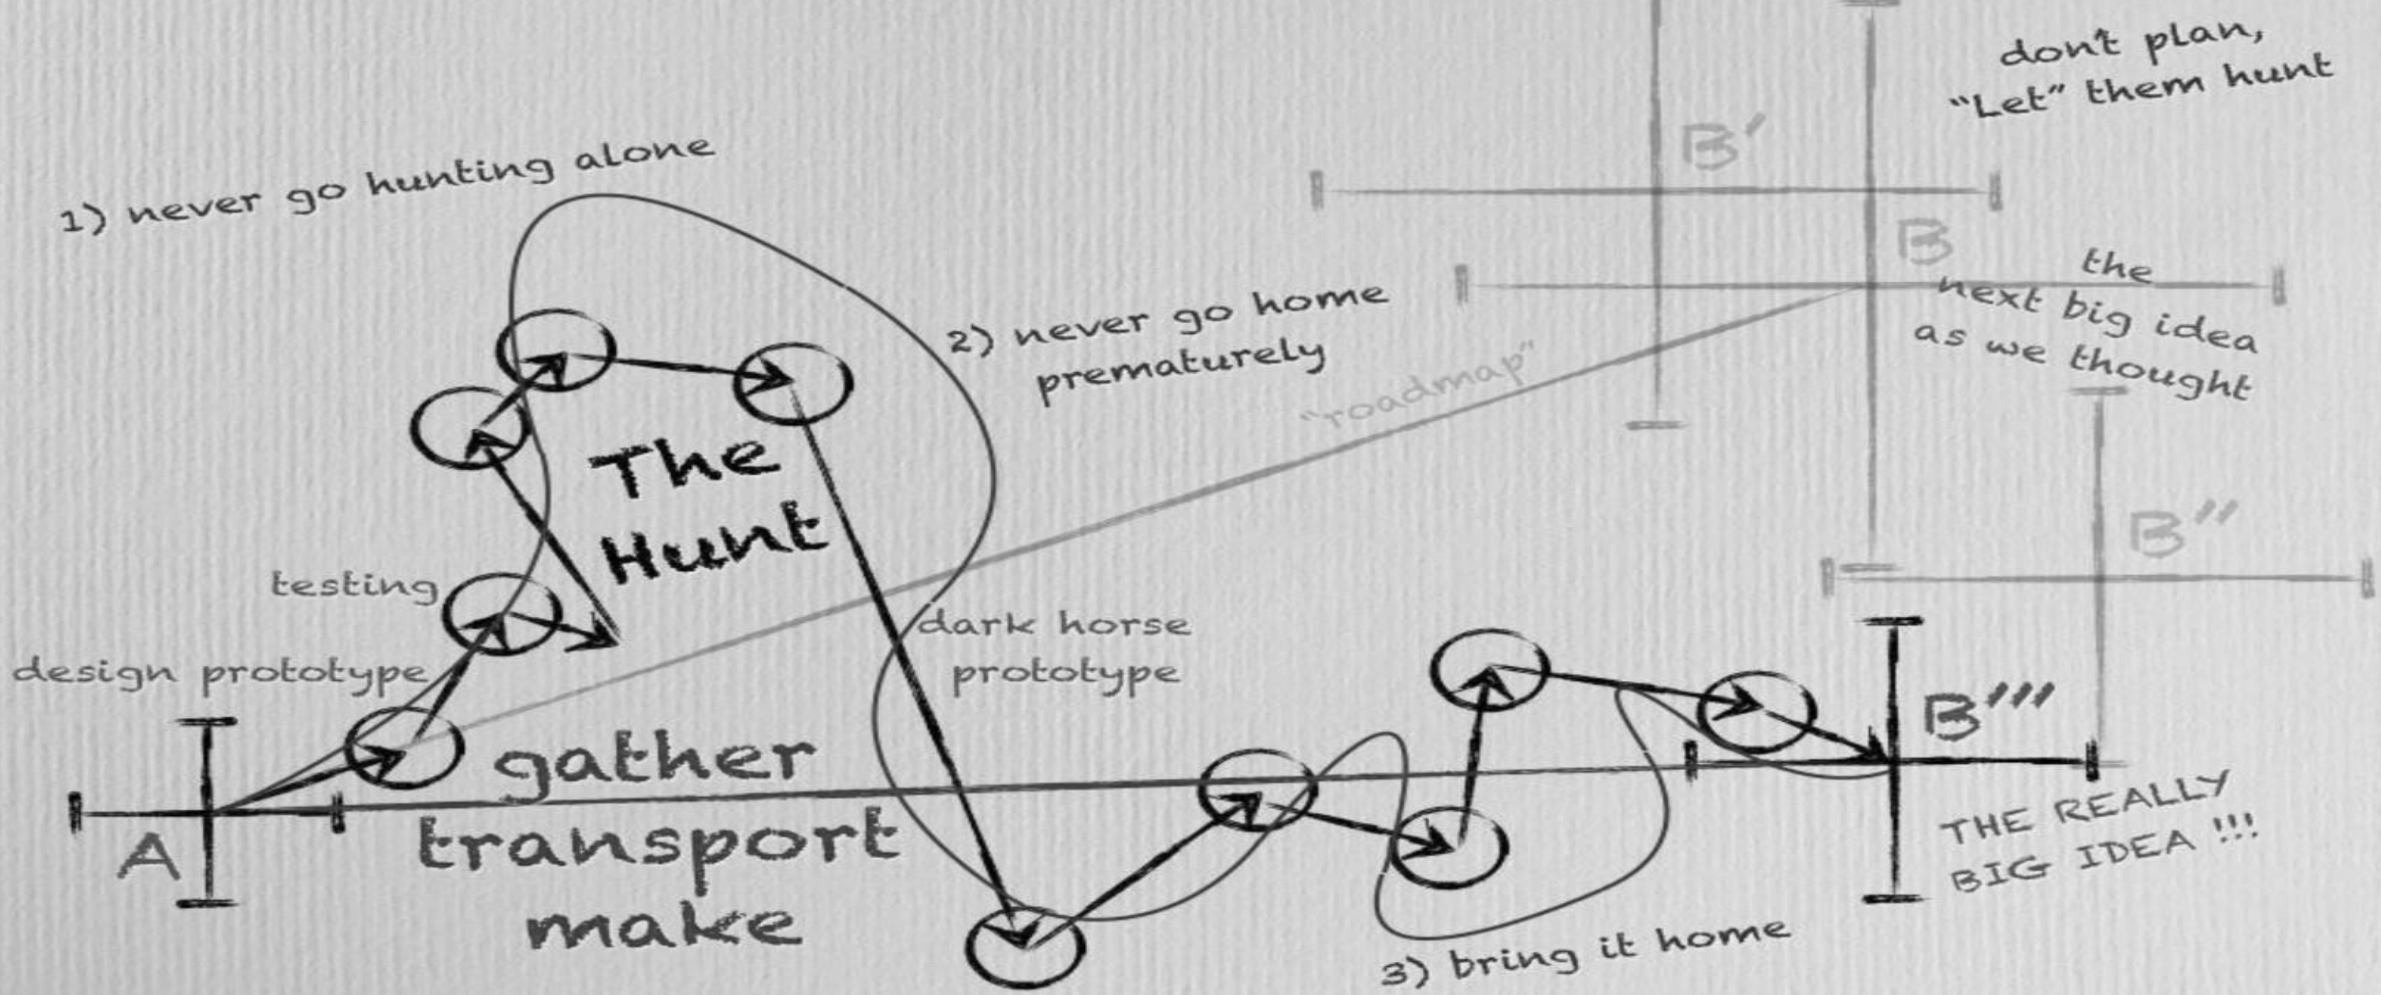 don't plan,
"Let" them hunt
B'
1) never go hunting alone
B
the
next big idea
as we thought
2) never go home
prematurely
"roadmap"
The
Hunt
B''
testing
dark horse
prototype
design prototype
B'''
gather
THE REALLY
BIG IDEA !!!
A
transport
make
3) bring it home